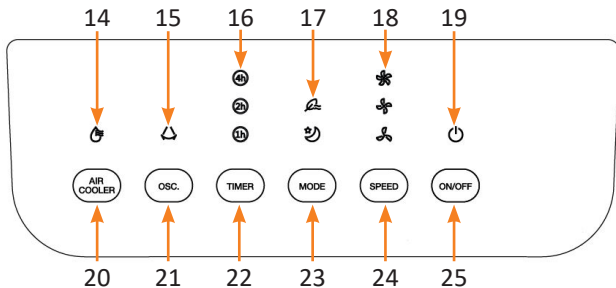 14 15 16 17 18 19
4h
2h
1h
AIR COOLER OSC. TIMER MODE SPEED ON/OFF
20 21 22 23 24 25